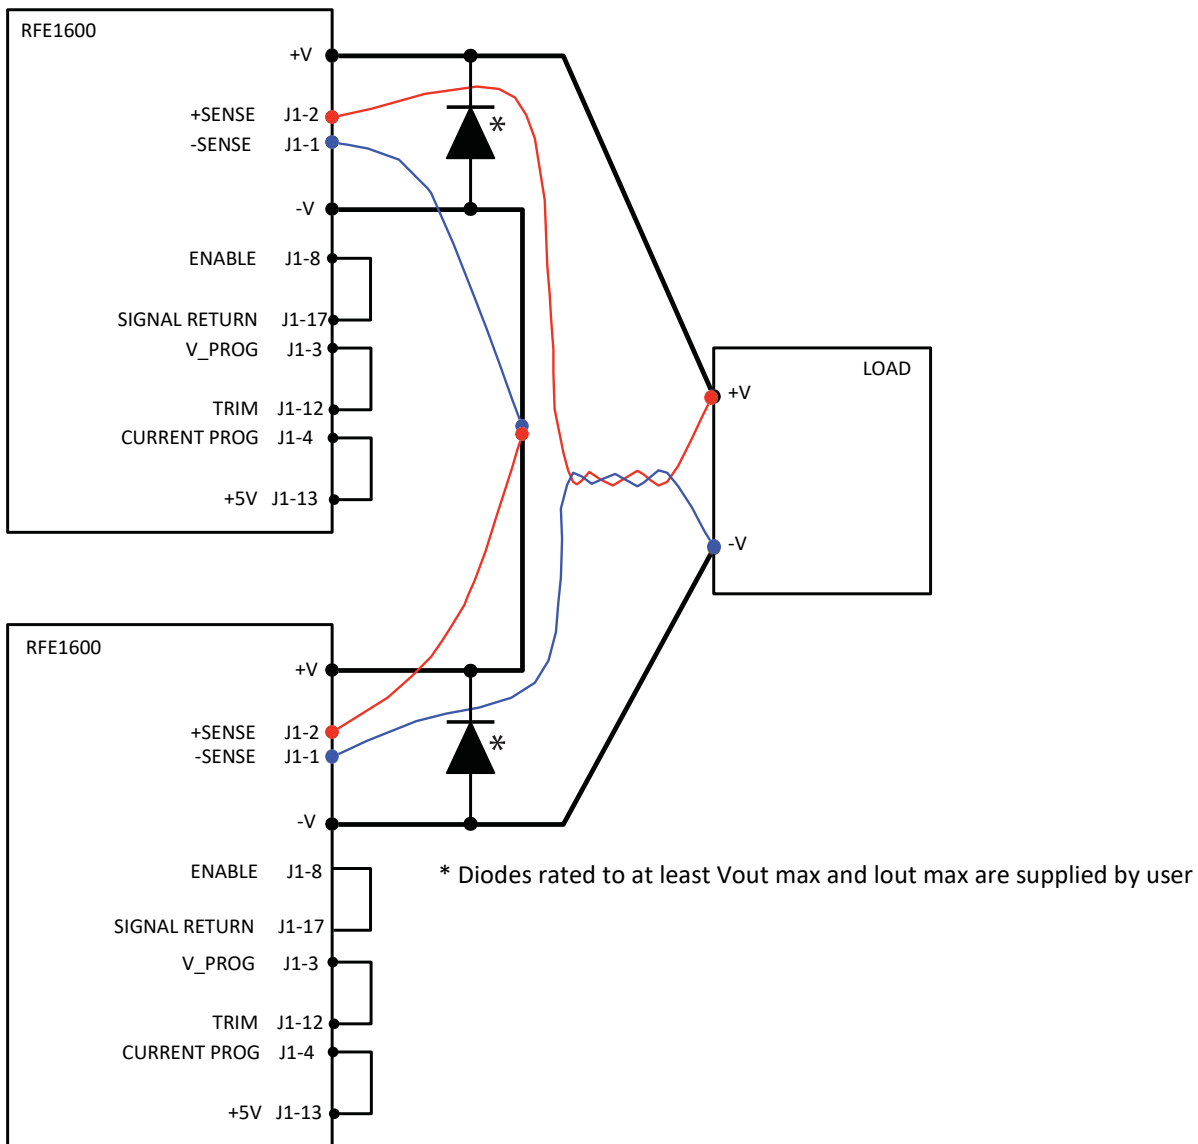 RFE1600
+V
+SENSE J1-2
*
-SENSE J1-1
-V
ENABLE J1-8
SIGNAL RETURN J1-17
V_PROG J1-3
LOAD
+V
TRIM J1-12
CURRENT PROG J1-4
+5V J1-13
-V
RFE1600
+V
+SENSE J1-2
*
-SENSE J1-1
-V
ENABLE J1-8
* Diodes rated to at least Vout max and Iout max are supplied by user
SIGNAL RETURN J1-17
V_PROG J1-3
TRIM J1-12
CURRENT PROG J1-4
+5V J1-13